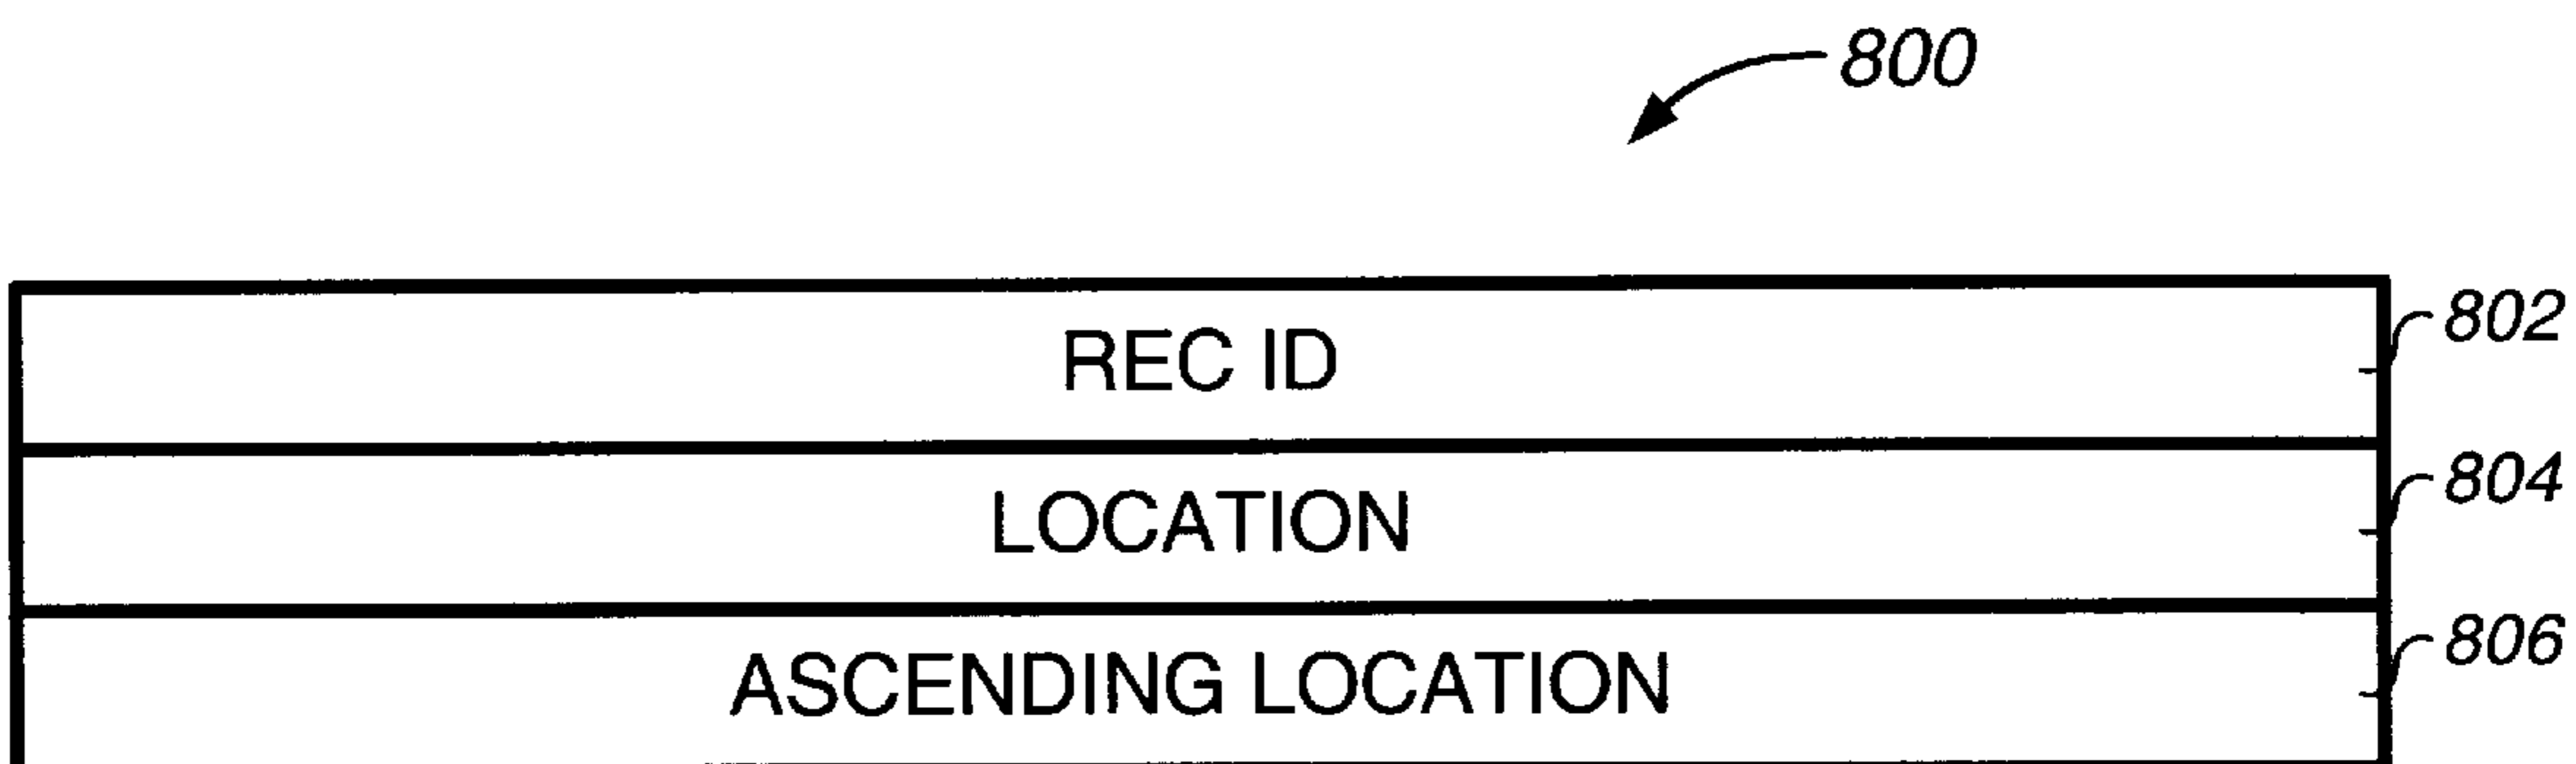 800
REC ID
802
LOCATION
804
ASCENDING LOCATION
806